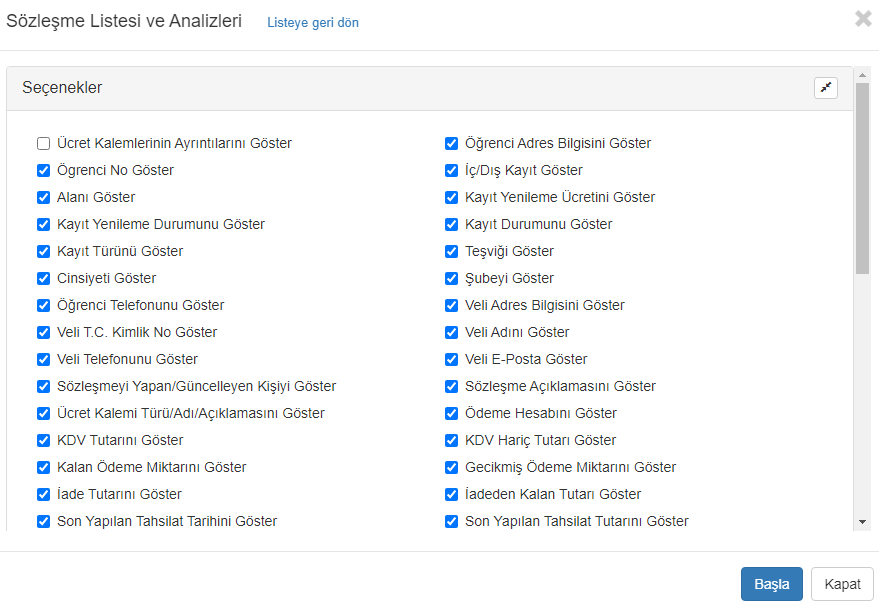 Sözleşme Listesi ve Analizleri Listeye geri dön
Seçenekler
Ücret Kalemlerinin Ayrıntılarını Göster Öğrenci Adres Bilgisini Göster
Ögrenci No Göster İç/Dış Kayıt Göster
Alanı Göster Kayıt Yenileme Ücretini Göster
Kayıt Yenileme Durumunu Göster Kayıt Durumunu Göster
Kayıt Türünü Göster Teşviği Göster
Cinsiyeti Göster Şubeyi Göster
Öğrenci Telefonunu Göster Veli Adres Bilgisini Göster
Veli T.C. Kimlik No Göster Veli Adını Göster
Veli Telefonunu Göster Veli E-Posta Göster
Sözleşmeyi Yapan/Güncelleyen Kişiyi Göster Sözleşme Açıklamasını Göster
Ücret Kalemi Türü/Adı/Açıklamasını Göster Ödeme Hesabını Göster
KDV Tutarını Göster KDV Hariç Tutarı Göster
Kalan Ödeme Miktarını Göster Gecikmiş Ödeme Miktarını Göster
İade Tutarını Göster İadeden Kalan Tutarı Göster
Son Yapılan Tahsilat Tarihini Göster Son Yapılan Tahsilat Tutarını Göster
Başla Kapat